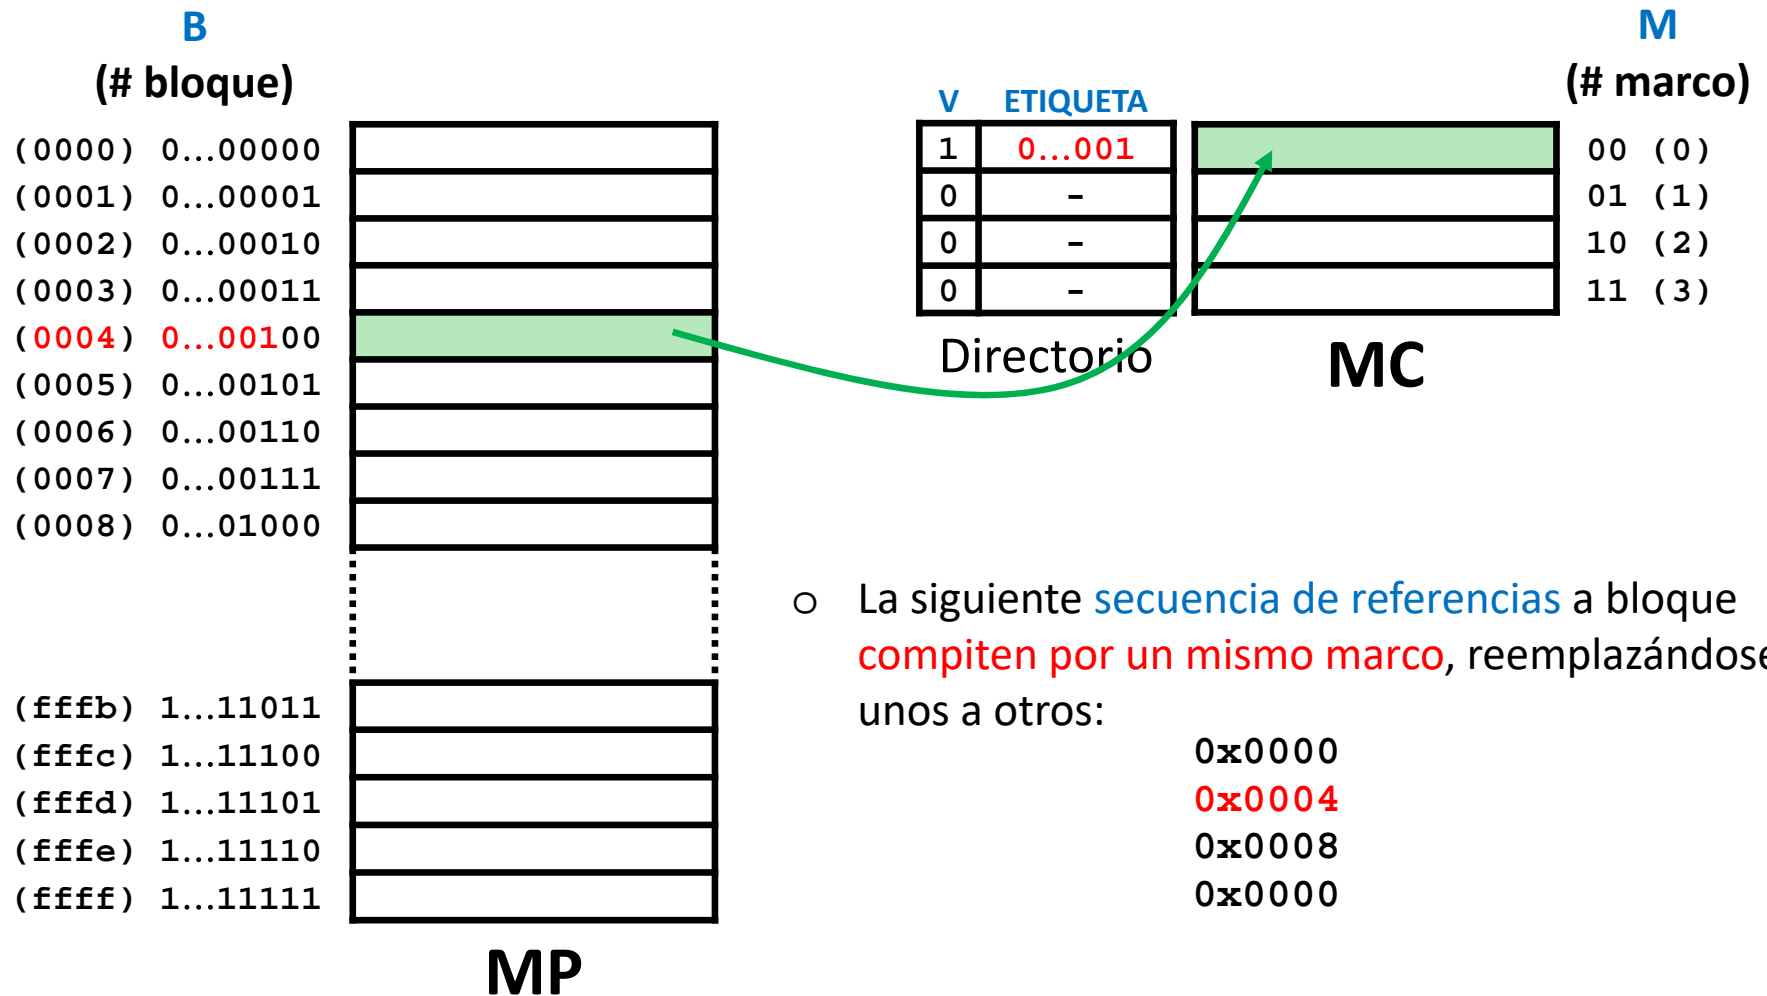 B
(# bloque)
(0000) 0...00000
(0001) 0...00001
(0002) 0...00010
(0003) 0...00011
(0004) 0...00100
(0005) 0...00101
(0006) 0...00110
(0007) 0...00111
(0008) 0...01000
(fffb) 1...11011
(fffc) 1...11100
(fffd) 1...11101
(fffe) 1...11110
(ffff) 1...11111
MP
V ETIQUETA
1 0...001
0 -
0 -
0 -
Directorio
M
(# marco)
00 (0)
01 (1)
10 (2)
11 (3)
MC
o La siguiente secuencia de referencias a bloque
compiten por un mismo marco, reemplazándose
unos a otros:
0x0000
0x0004
0x0008
0x0000